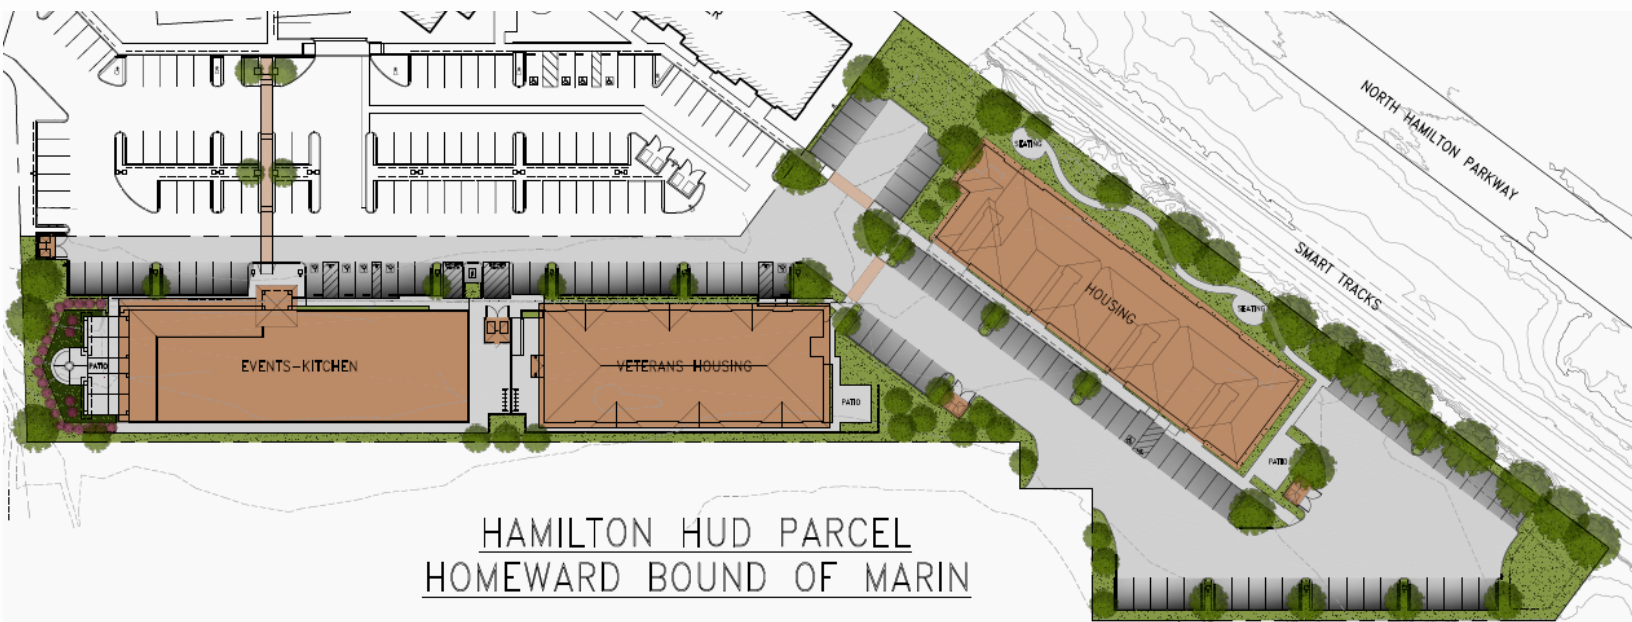 ER
NORTH HAMILTON PARKWAY
SEATING
SMART TRACKS
HOUSING
SEATING
EVENTS-KITCHEN
VETERANS HOUSING
PATIO
PATIO
PATIO
HAMILTON HUD PARCEL
HOMEWARD BOUND OF MARIN